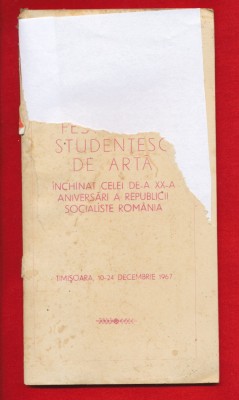 STUDENȚESC
DE ARTĂ
ÎNCHINAT CELEI DE-A XX-A
ANIVERSĂRI A REPUBLICII
SOCIALISTE ROMÂNIA
TIMIȘOARA, 10-24 DECEMBRIE 1967